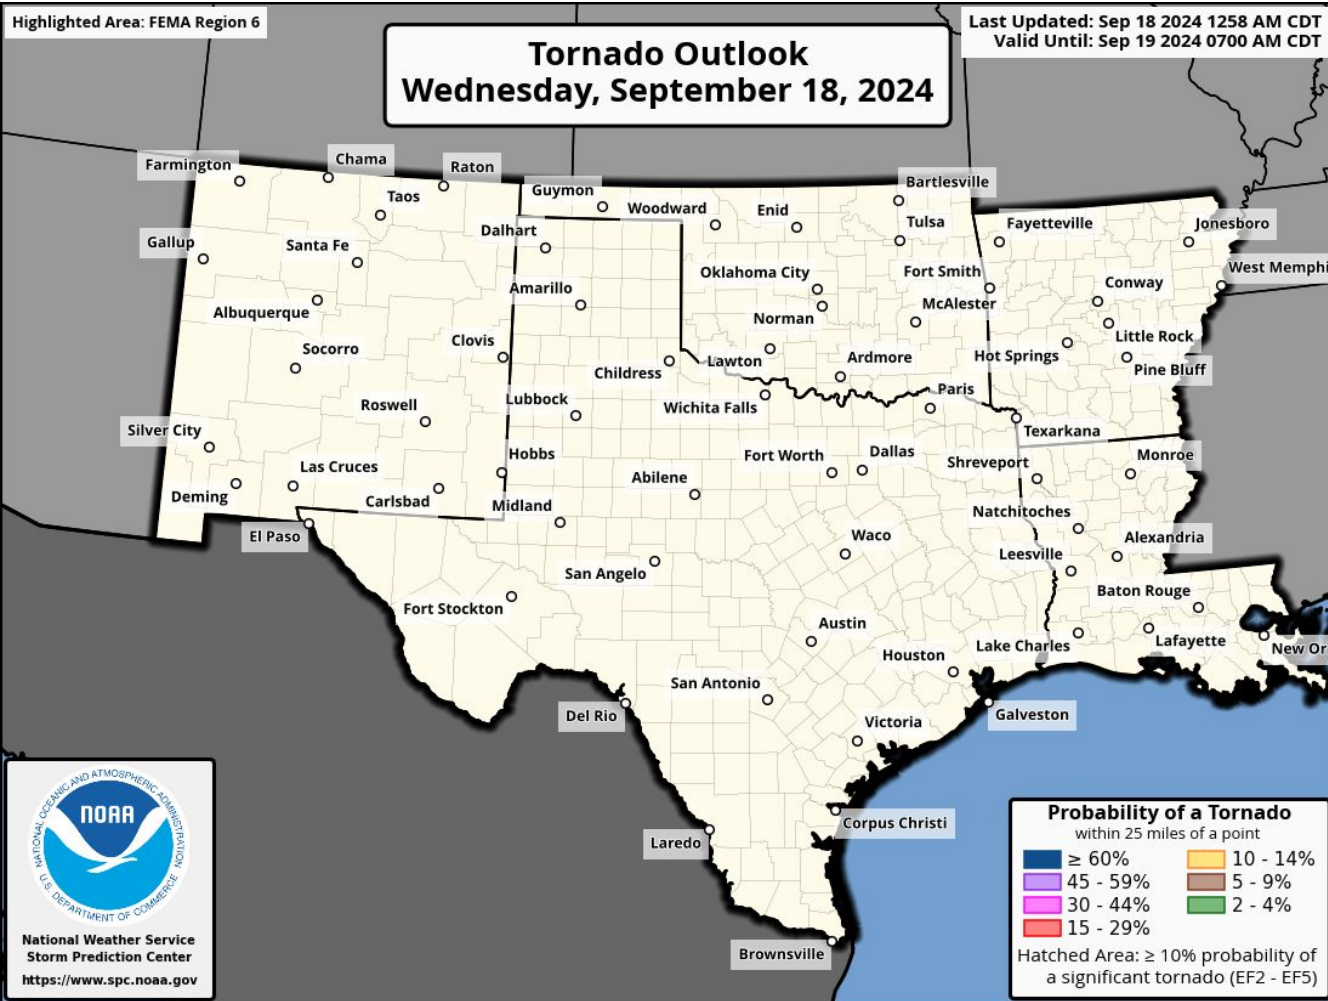 Highlighted Area: FEMA Region 6
Last Updated: Sep 18 2024 1258 AM CDT
Valid Until: Sep 19 2024 0700 AM CDT
Tornado Outlook
Wednesday, September 18, 2024
Farmington
Chama
Raton
Taos
Guymon
Woodward
Enid
Bartlesville
Tulsa
Fayetteville
Jonesboro
Gallup
Santa Fe
Dalhart
Oklahoma City
Fort Smith
West Memphi
Albuquerque
Amarillo
Norman
McAlester
Conway
Socorro
Clovis
Childress
Lawton
Ardmore
Hot Springs
Little Rock
Pine Bluff
Roswell
Lubbock
Wichita Falls
Paris
Texarkana
Silver City
Las Cruces
Hobbs
Abilene
Fort Worth
Dallas
Shreveport
Monroe
Deming
Carlsbad
Midland
Natchitoches
El Paso
San Angelo
Waco
Leesville
Alexandria
Fort Stockton
Austin
Baton Rouge
San Antonio
Houston
Lake Charles
Lafayette
New Or
Del Rio
Victoria
Galveston
Laredo
Corpus Christi
Brownsville
NATIONAL OCEANIC AND ATMOSPHERIC ADMINISTRATION
NOAA
U.S. DEPARTMENT OF COMMERCE
National Weather Service
Storm Prediction Center
https://www.spc.noaa.gov
Probability of a Tornado
within 25 miles of a point
≥ 60%
45 - 59%
30 - 44%
15 - 29%
10 - 14%
5 - 9%
2 - 4%
Hatched Area: ≥ 10% probability of
a significant tornado (EF2 - EF5)